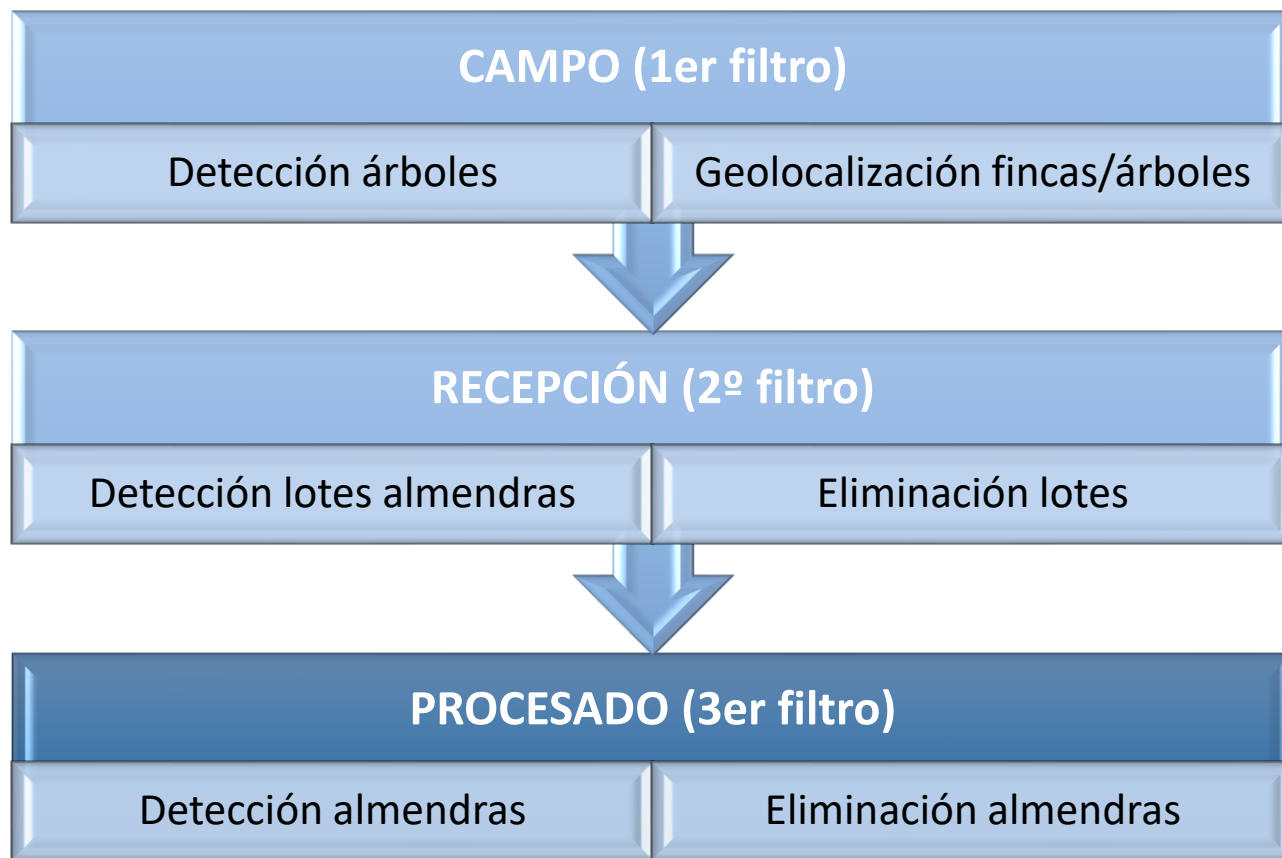 CAMPO (1er filtro)
Detección árboles
Geolocalización fincas/árboles
RECEPCIÓN (2º filtro)
Detección lotes almendras
Eliminación lotes
PROCESADO (3er filtro)
Detección almendras
Eliminación almendras